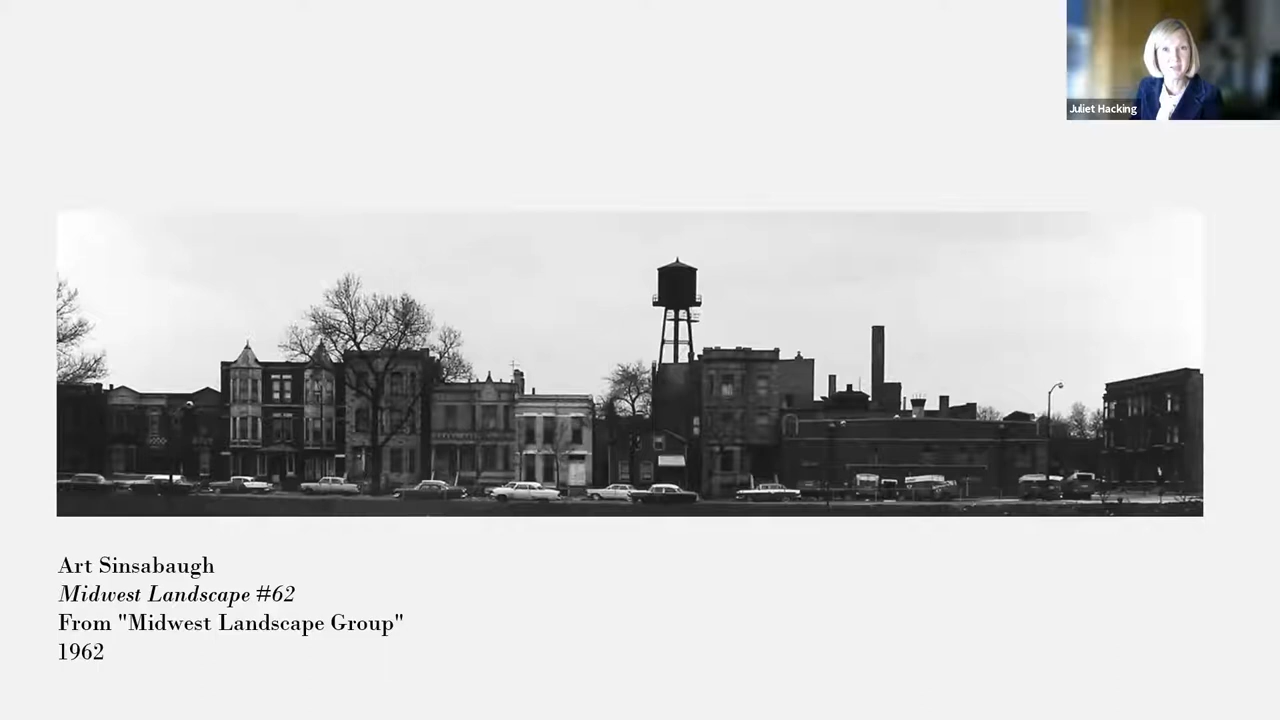 Juliet Hacking
Art Sinsabaugh
Midwest Landscape #62
From "Midwest Landscape Group"
1962